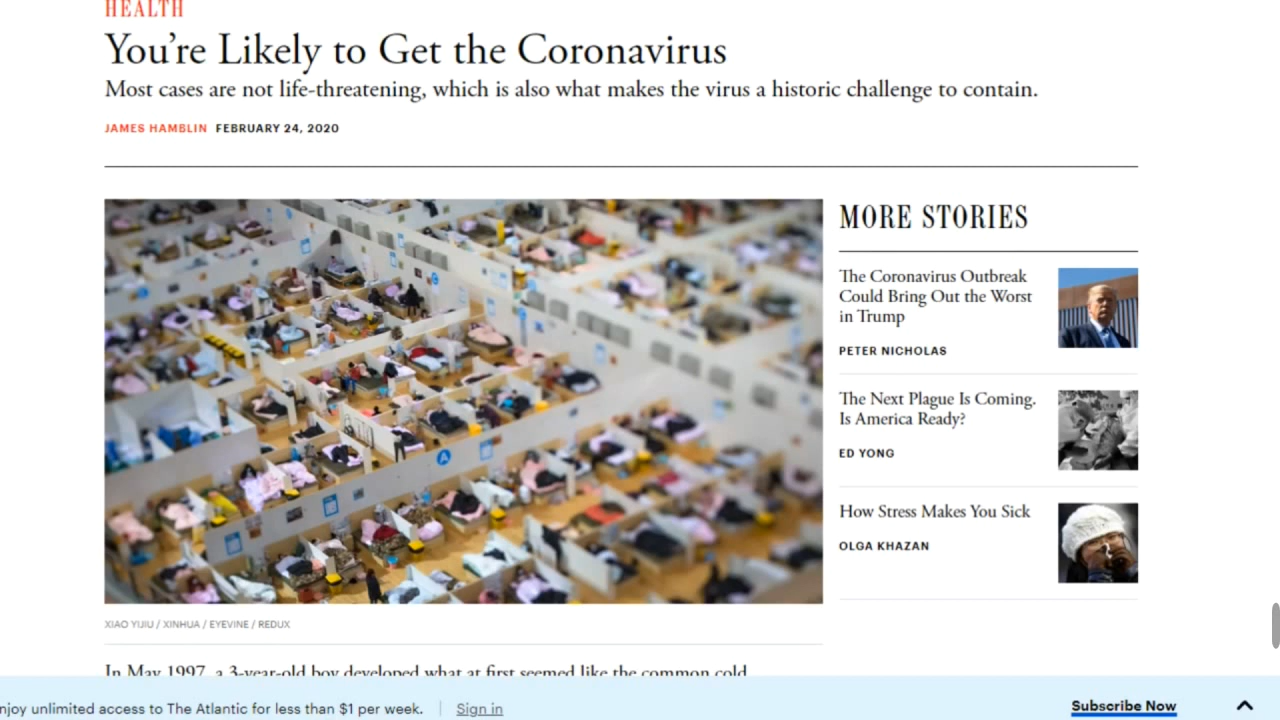 HEALTH
You're Likely to Get the Coronavirus
Most cases are not life-threatening, which is also what makes the virus a historic challenge to contain.
JAMES HAMBLIN FEBRUARY 24, 2020
MORE STORIES
The Coronavirus Outbreak
Could Bring Out the Worst
in Trump
PETER NICHOLAS
The Next Plague Is Coming.
Is America Ready?
ED YONG
How Stress Makes You Sick
OLGA KHAZAN
A
XIAO YIJIU / XINHUA / EYEVINE / REDUX
In May 1997, a 3-year-old boy developed what at first seemed like the common cold.
njoy unlimited access to The Atlantic for less than $1 per week. Sign in
Subscribe Now